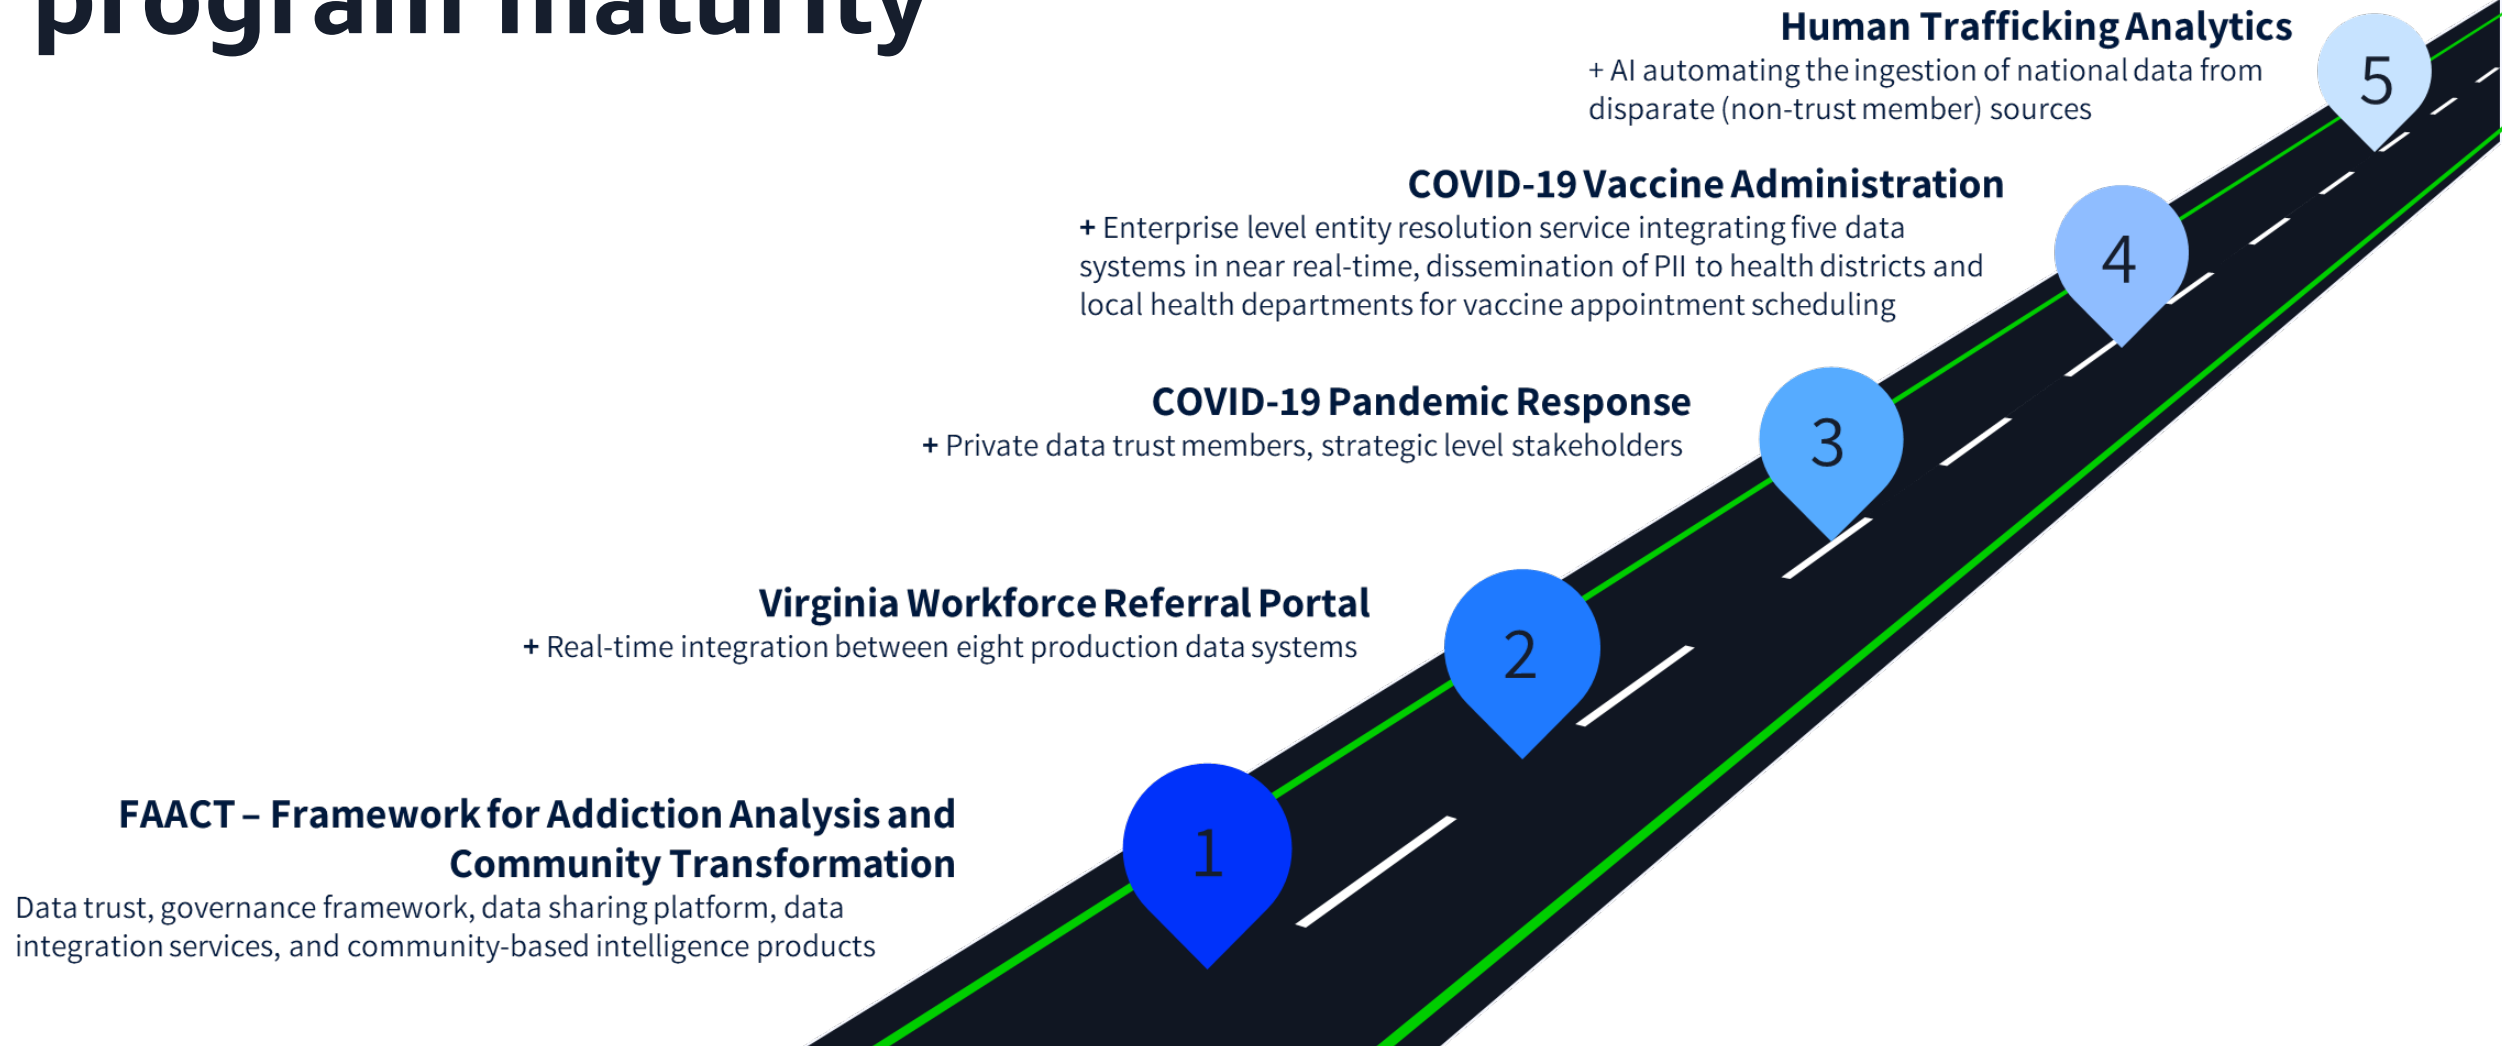 program maturity
Human Trafficking Analytics
+ AI automating the ingestion of national data from
disparate (non-trust member) sources
5
COVID-19 Vaccine Administration
+ Enterprise level entity resolution service integrating five data
systems in near real-time, dissemination of PII to health districts and
local health departments for vaccine appointment scheduling
4
COVID-19 Pandemic Response
+ Private data trust members, strategic level stakeholders
3
Virginia Workforce Referral Portal
+ Real-time integration between eight production data systems
2
FAACT – Framework for Addiction Analysis and
Community Transformation
Data trust, governance framework, data sharing platform, data
integration services, and community-based intelligence products
1